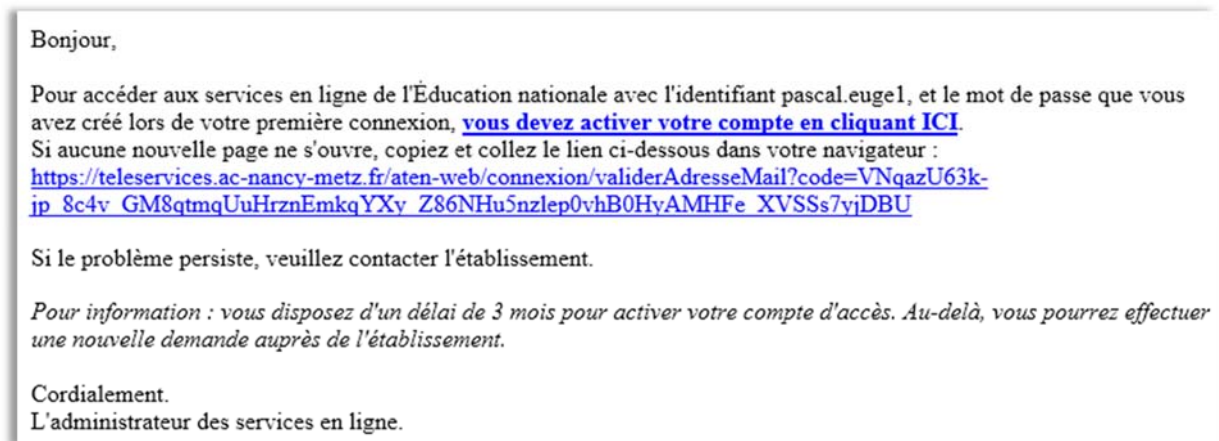 Bonjour,
Pour accéder aux services en ligne de l'Éducation nationale avec l'identifiant pascal.euge1, et le mot de passe que vous
avez créé lors de votre première connexion, vous devez activer votre compte en cliquant ICI.
Si aucune nouvelle page ne s'ouvre, copiez et collez le lien ci-dessous dans votre navigateur :
https://teleservices.ac-nancy-metz.fr/aten-web/connexion/validerAdresseMail?code=VNqazU63k-
jp_8c4v_GM8qtmqUuHrznEmkqYXy_Z86NHu5nzlep0vhB0HyAMHFe_XVSSs7yjDBU
Si le problème persiste, veuillez contacter l'établissement.
Pour information : vous disposez d'un délai de 3 mois pour activer votre compte d'accès. Au-delà, vous pourrez effectuer
une nouvelle demande auprès de l'établissement.
Cordialement.
L'administrateur des services en ligne.